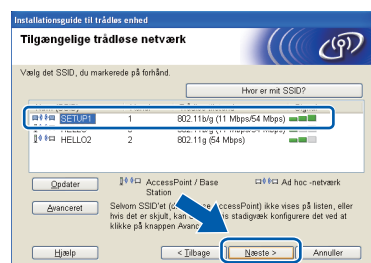 Installationsguide til trådløs enhed
Tilgængelige trådløse netværk
Vælg det SSID, du markerede på forhånd.
Hvor er mit SSID?
SETUP1 1 802.11b/g (11 Mbps/54 Mbps)
HELLO2 1 802.11g (54 Mbps)
Opdater
AccessPoint / Base Station
Ad hoc -netværk
Avanceret
Selvom SSID'et AccessPoint) ikke vises på listen, eller
hvis det er skjult, kan stadigvæk konfigurere det ved at
klikke på knappen
Hjælp
< Tilbage
Næste >
Annuller